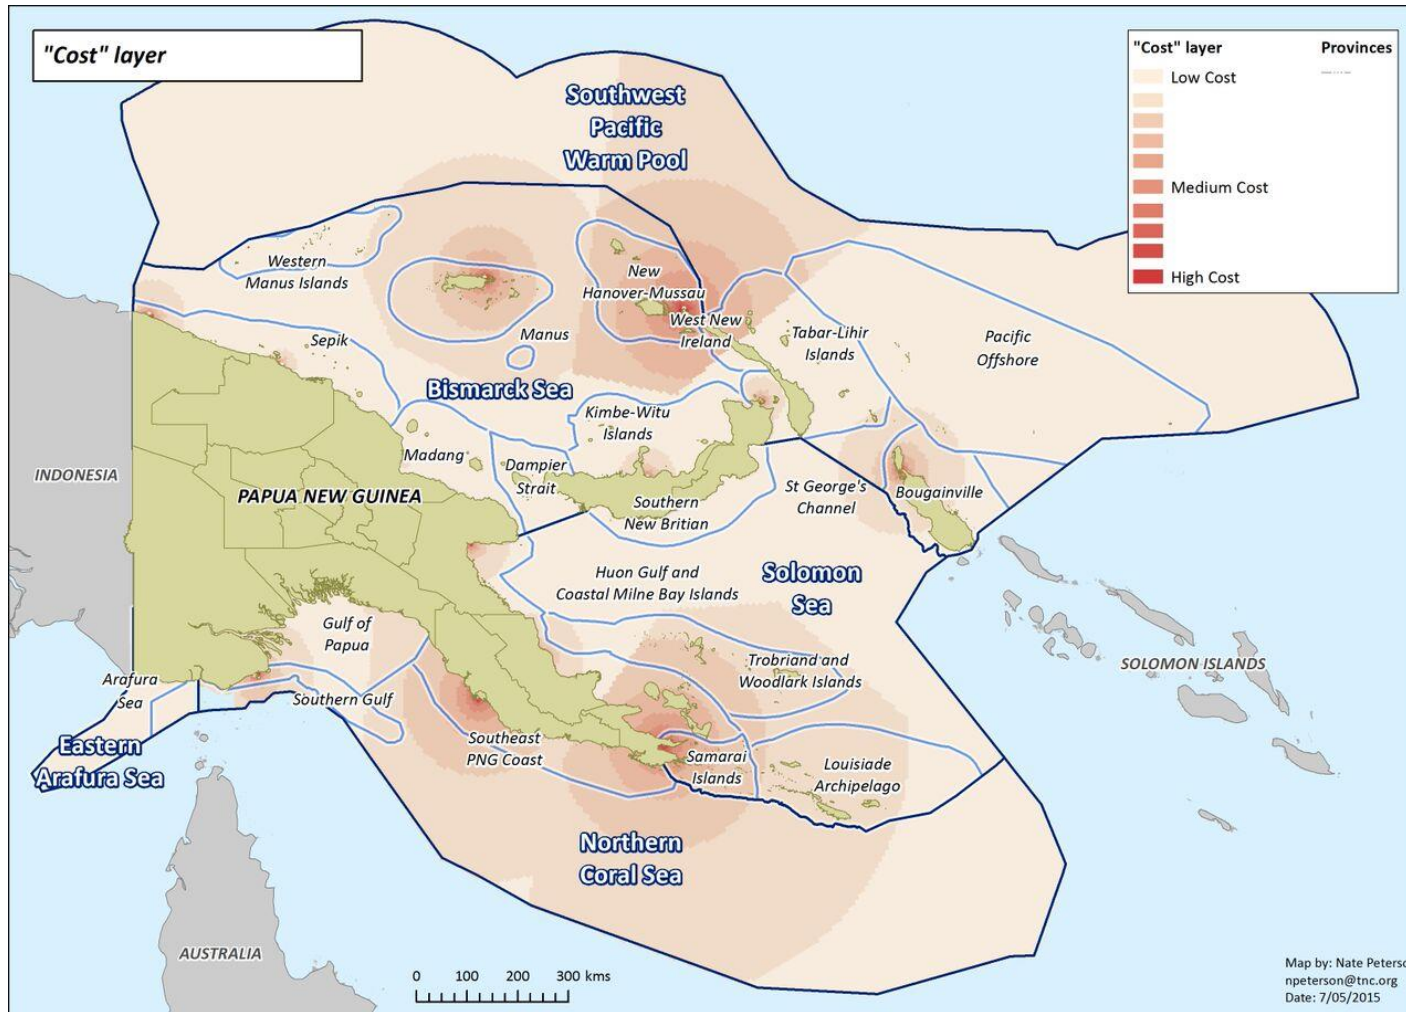 "Cost" layer
"Cost" layer
Provinces
Low Cost
Medium Cost
High Cost
Southwest
Pacific
Warm Pool
Western
Manus Islands
New
Hanover-Mussau
West New
Ireland
Manus
Sepik
Tabar-Lihir
Islands
Pacific
Offshore
Bismarck Sea
Kimbe-Witu
Islands
Madang
Dampier
Strait
INDONESIA
PAPUA NEW GUINEA
Southern
New Britian
St George's
Channel
Bougainville
Huon Gulf and
Coastal Milne Bay Islands
Solomon
Sea
Gulf of
Papua
Trobriand and
Woodlark Islands
SOLOMON ISLANDS
Arafura
Sea
Southern Gulf
Eastern
Arafura Sea
Southeast
PNG Coast
Samarai
Islands
Louisiade
Archipelago
Northern
Coral Sea
AUSTRALIA
0 100 200 300 kms
Map by: Nate Peterso
npeterson@tnc.org
Date: 7/05/2015